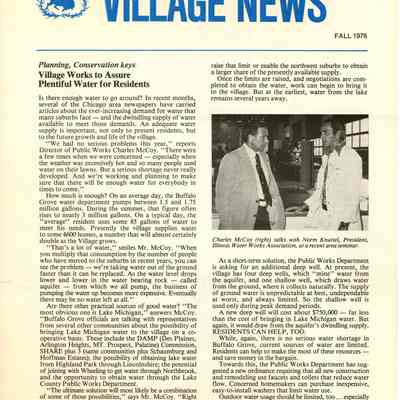 VILLAGE NEWS
FALL 1976
Planning, Conservation keys
Village Works to Assure
Plentiful Water for Residents
Is there enough water to go around? In recent months,
several of the Chicago area newspapers have carried
articles about the ever-increasing demand for water that
many suburbs face — and the dwindling supply of water
available to meet those demands. An adequate water
supply is important, not only to present residents, but
to the future growth and life of the village.
"We had no serious problems this year," reports
Director of Public Works Charles McCoy. "There were
a few times when we were concerned — especially when
the weather was excessively hot and so many people used
water on their lawns. But a serious shortage never really
developed. And we're working and planning to make
sure that there will be enough water for everybody in
times to come."
How much is enough? On an average day, the Buffalo
Grove water department pumps between 1.5 and 1.75
million gallons. During the summer, that figure often
rises to nearly 3 million gallons. On a typical day, the
"average" resident uses some 85 gallons of water to
meet his needs. Presently the village supplies water
to some 4600 homes, a number that will almost certainly
double as the Village grows.
"That's a lot of water," smiles Mr. McCoy. "When
you multiply that consumption by the number of people
who have moved to the suburbs in recent years, you can
see the problem — we're taking water out of the ground
faster than it can be replaced. As the water level drops
lower and lower in the water bearing rock — called
aquifer — from which we all pump, the business of
pumping the water up becomes more expensive. Eventually
there may be no water left at all."
Are there other practical sources of good water? "The
most obvious one is Lake Michigan," answers McCoy.
"Buffalo Grove officials are talking with representatives
from several other communities about the possibility of
bringing Lake Michigan water to the village on a co-
operative basis. These include the DAMP (Des Plaines,
Arlington Heights, MT. Prospect, Palatine) Commission,
SHARE plus 3 (name communities plus Schaumburg and
Hoffman Estates), the possibility of obtaining lake water
from Highland Park through Lincolnshire; the potential
of joining with Wheeling to get water through Northbrook,
and the opportunity to obtain water through the Lake
County Public Works Department.
"The ultimate solution will most likely be a combination
of some of those possibilities," says Mr. McCoy. "Right
raise that limit or enable the northwest suburbs to obtain
a larger share of the presently available supply.
Once the limits are raised, and negotiations are com-
pleted to obtain the water, work can begin to bring it
to the village. But at the earliest, water from the lake
remains several years away.
Charles McCoy (right) talks with Norm President,
Illinois Water Works Association, at a recent area seminar.
As a short-term solution, the Public Works Department
is asking for an additional deep well. At present, the
village has four deep wells, which "mine" water from
the aquifer, and one shallow well, which draws water
from the ground, where it collects naturally. The supply
of ground water is unpredictable at best, undependable
at worst, and always limited. So the shallow well is
used only during peak demand periods.
A new deep well will cost about $750,000 — far less
than the cost of bringing in Lake Michigan water. But
again, it would draw from the aquifer's dwindling supply.
RESIDENTS CAN HELP, TOO:
While, again, there is no serious water shortage in
Buffalo Grove, current sources of water are limited.
Residents can help to make the most of these resources —
and save money in the bargain.
Towards this, the Public Works Department has sug-
gested a new ordinance requiring that all new construction
and remodeling use faucets and toilets that reduce water
flow. Concerned homeowners can purchase inexpensive,
easy-to-install washers that limit water use.
Outdoor water usage should be limited, too ... especially